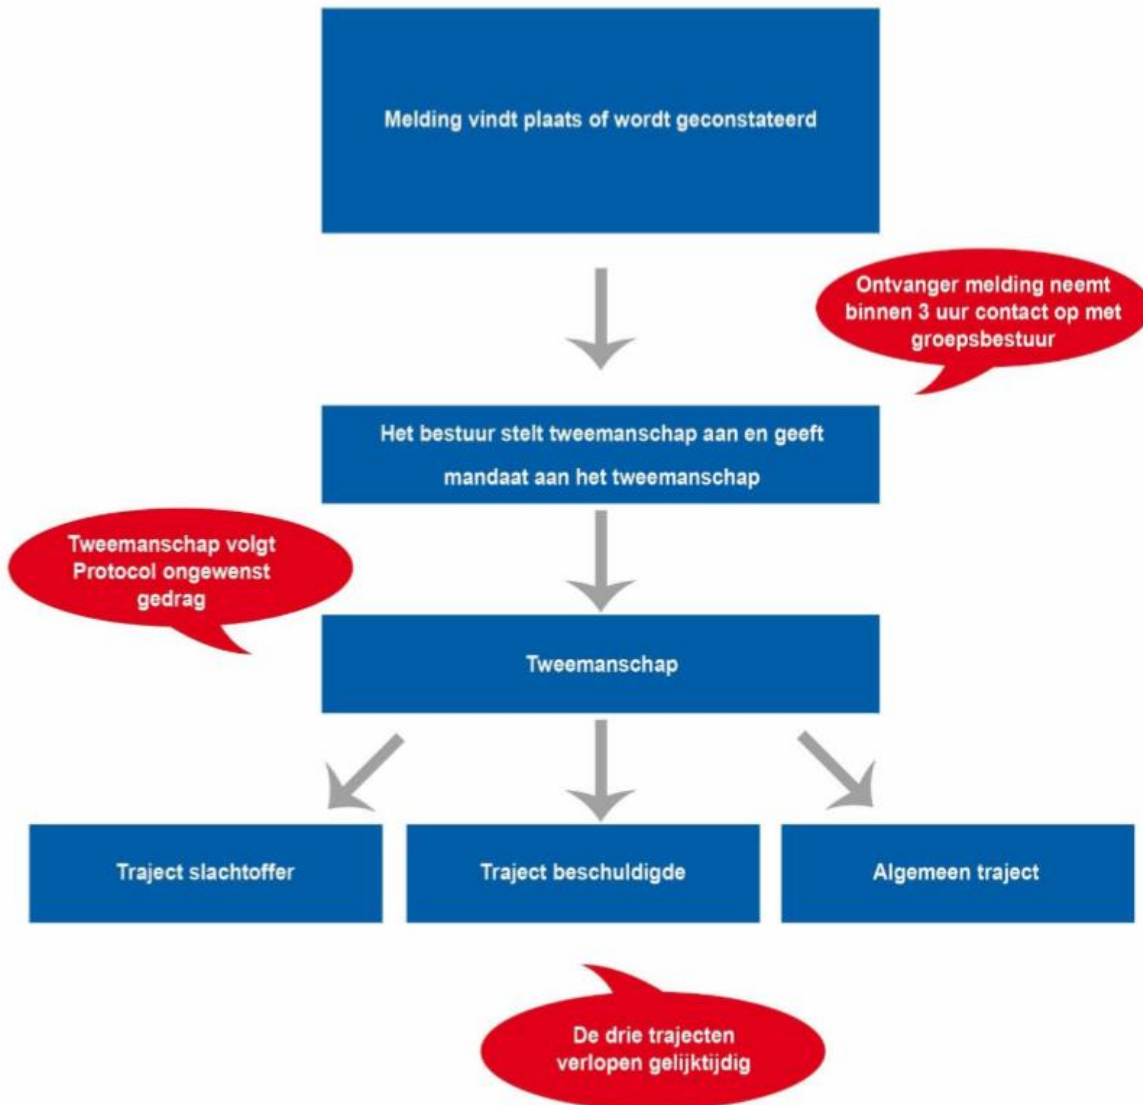 Melding vindt plaats of wordt geconstateerd
Ontvanger melding neemt
binnen 3 uur contact op met
groepsbestuur
Het bestuur stelt tweemanschap aan en geeft
mandaat aan het tweemanschap
Tweemanschap volgt
Protocol ongewenst
gedrag
Tweemanschap
Traject slachtoffer
Traject beschuldigde
Algemeen traject
De drie trajecten
verlopen gelijktijdig